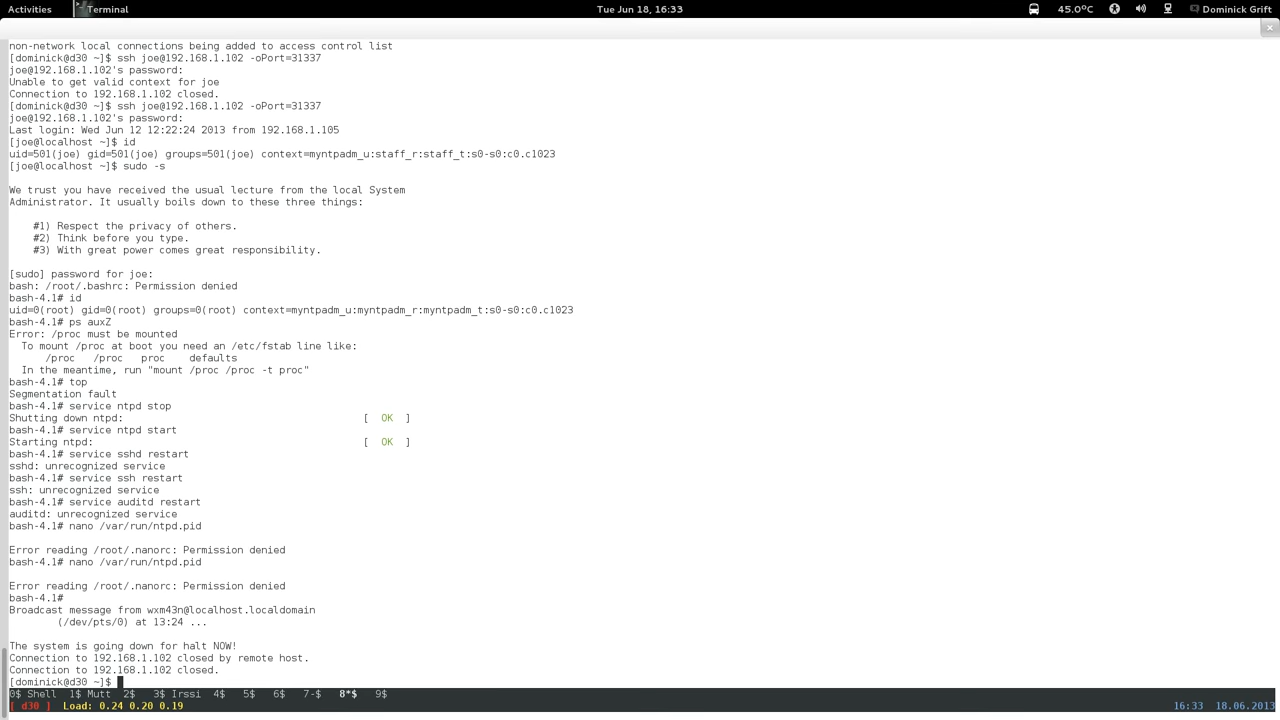 Activities Terminal Tue Jun 18, 16:33 45.0°C Dominick Grift
non-network local connections being added to access control list
[dominick@d30 ~]$ ssh joe@192.168.1.102 -oPort=31337
joe@192.168.1.102's password:
Unable to get valid context for joe
Connection to 192.168.1.102 closed.
[dominick@d30 ~]$ ssh joe@192.168.1.102 -oPort=31337
joe@192.168.1.102's password:
Last login: Wed Jun 12 12:22:24 2013 from 192.168.1.105
[joe@localhost ~]$ id
uid=501(joe) gid=501(joe) groups=501(joe) context=myntpadm_u:staff_r:staff_t:s0-s0:c0.c1023
[joe@localhost ~]$ sudo -s

We trust you have received the usual lecture from the local System
Administrator. It usually boils down to these three things:

    #1) Respect the privacy of others.
    #2) Think before you type.
    #3) With great power comes great responsibility.

[sudo] password for joe:
bash: /root/.bashrc: Permission denied
bash-4.1# id
uid=0(root) gid=0(root) groups=0(root) context=myntpadm_u:myntpadm_r:myntpadm_t:s0-s0:c0.c1023
bash-4.1# ps auxZ
Error: /proc must be mounted
  To mount /proc at boot you need an /etc/fstab line like:
      /proc   /proc   proc    defaults
  In the meantime, run "mount /proc /proc -t proc"
bash-4.1# top
Segmentation fault
bash-4.1# service ntpd stop
Shutting down ntpd:                                        [  OK  ]
bash-4.1# service ntpd start
Starting ntpd:                                             [  OK  ]
bash-4.1# service sshd restart
sshd: unrecognized service
bash-4.1# service ssh restart
ssh: unrecognized service
bash-4.1# service auditd restart
auditd: unrecognized service
bash-4.1# nano /var/run/ntpd.pid

Error reading /root/.nanorc: Permission denied
bash-4.1# nano /var/run/ntpd.pid

Error reading /root/.nanorc: Permission denied
bash-4.1#
Broadcast message from wxm43n@localhost.localdomain
        (/dev/pts/0) at 13:24 ...

The system is going down for halt NOW!
Connection to 192.168.1.102 closed by remote host.
Connection to 192.168.1.102 closed.
[dominick@d30 ~]$
0$ Shell  1$ Mutt  2$   3$ Irssi  4$   5$   6$   7-$   8*$   9$
[ d30 ]  Load: 0.24 0.20 0.19 16:33  18.06.2013